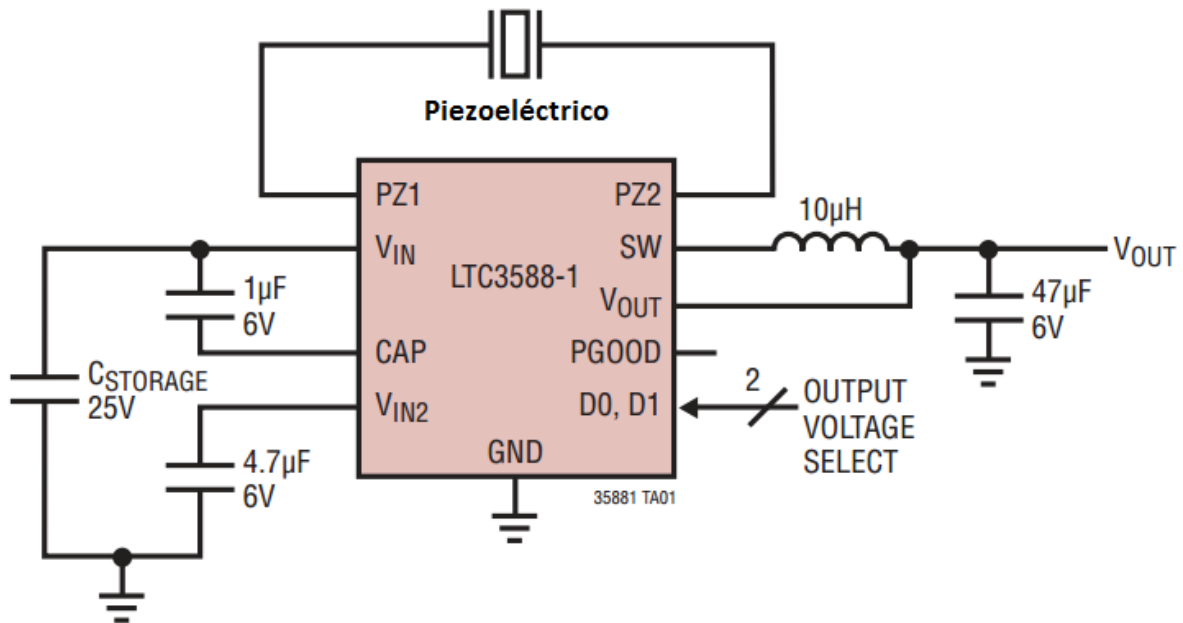 Piezoeléctrico
PZ1
PZ2
10µH
VIN
SW
VOUT
LTC3588-1
1µF
6V
VOUT
47µF
6V
CAP
PGOOD
CSTORAGE
25V
2
VIN2
D0, D1
OUTPUT
VOLTAGE
SELECT
4.7µF
6V
GND
35881 TA01